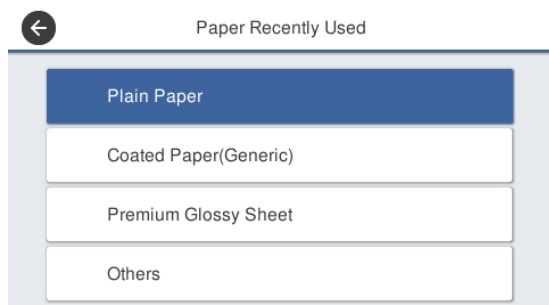 Paper Recently Used
Plain Paper
Coated Paper(Generic)
Premium Glossy Sheet
Others